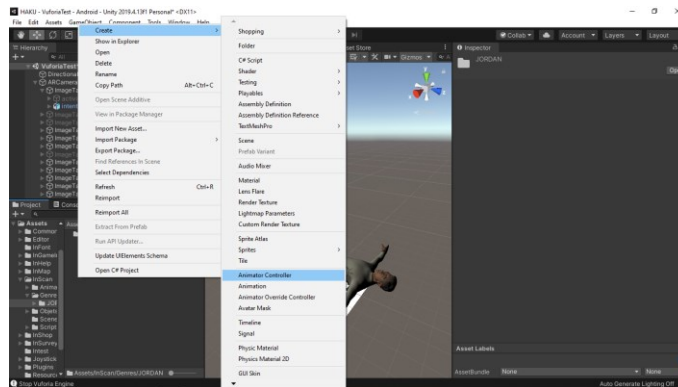 HAKU - VuforiaTest - Android - Unity 2019.4.13f1 Personal* <DX11>
File Edit Assets GameObject Component Tools Window Help
Collab
Account
Layers
Layout
Hierarchy
Inspector
JORDAN
Gizmos
VuforiaTest
Directional
ARCamera
Create
Show in Explorer
Open
Delete
Rename
Copy Path Alt+Ctrl+C
Open Scene Additive
View in Package Manager
Import New Asset...
Import Package
Export Package...
Find References In Scene
Select Dependencies
Refresh Ctrl+R
Reimport
Reimport All
Extract From Prefab
Run API Updater...
Update UIElements Schema
Open C# Project
Shopping
Folder
C# Script
Shader
Testing
Playables
Assembly Definition
Assembly Definition Reference
TextMeshPro
Scene
Prefab Variant
Audio Mixer
Material
Lens Flare
Render Texture
Lightmap Parameters
Custom Render Texture
Sprite Atlas
Sprites
Tile
Animator Controller
Animation
Animator Override Controller
Avatar Mask
Timeline
Signal
Physic Material
Physics Material 2D
GUI Skin
Project
Assets
Common
Editor
InFont
InHelp
InMap
InScan
Anima
Genre
Objets
Scene
Script
InShop
InSurvey
Intest
Joystick
Plugins
Assets/InScan/Genres/JORDAN
Asset Labels
AssetBundle None None
Stop Vuforia Engine
Auto Generate Lighting Off